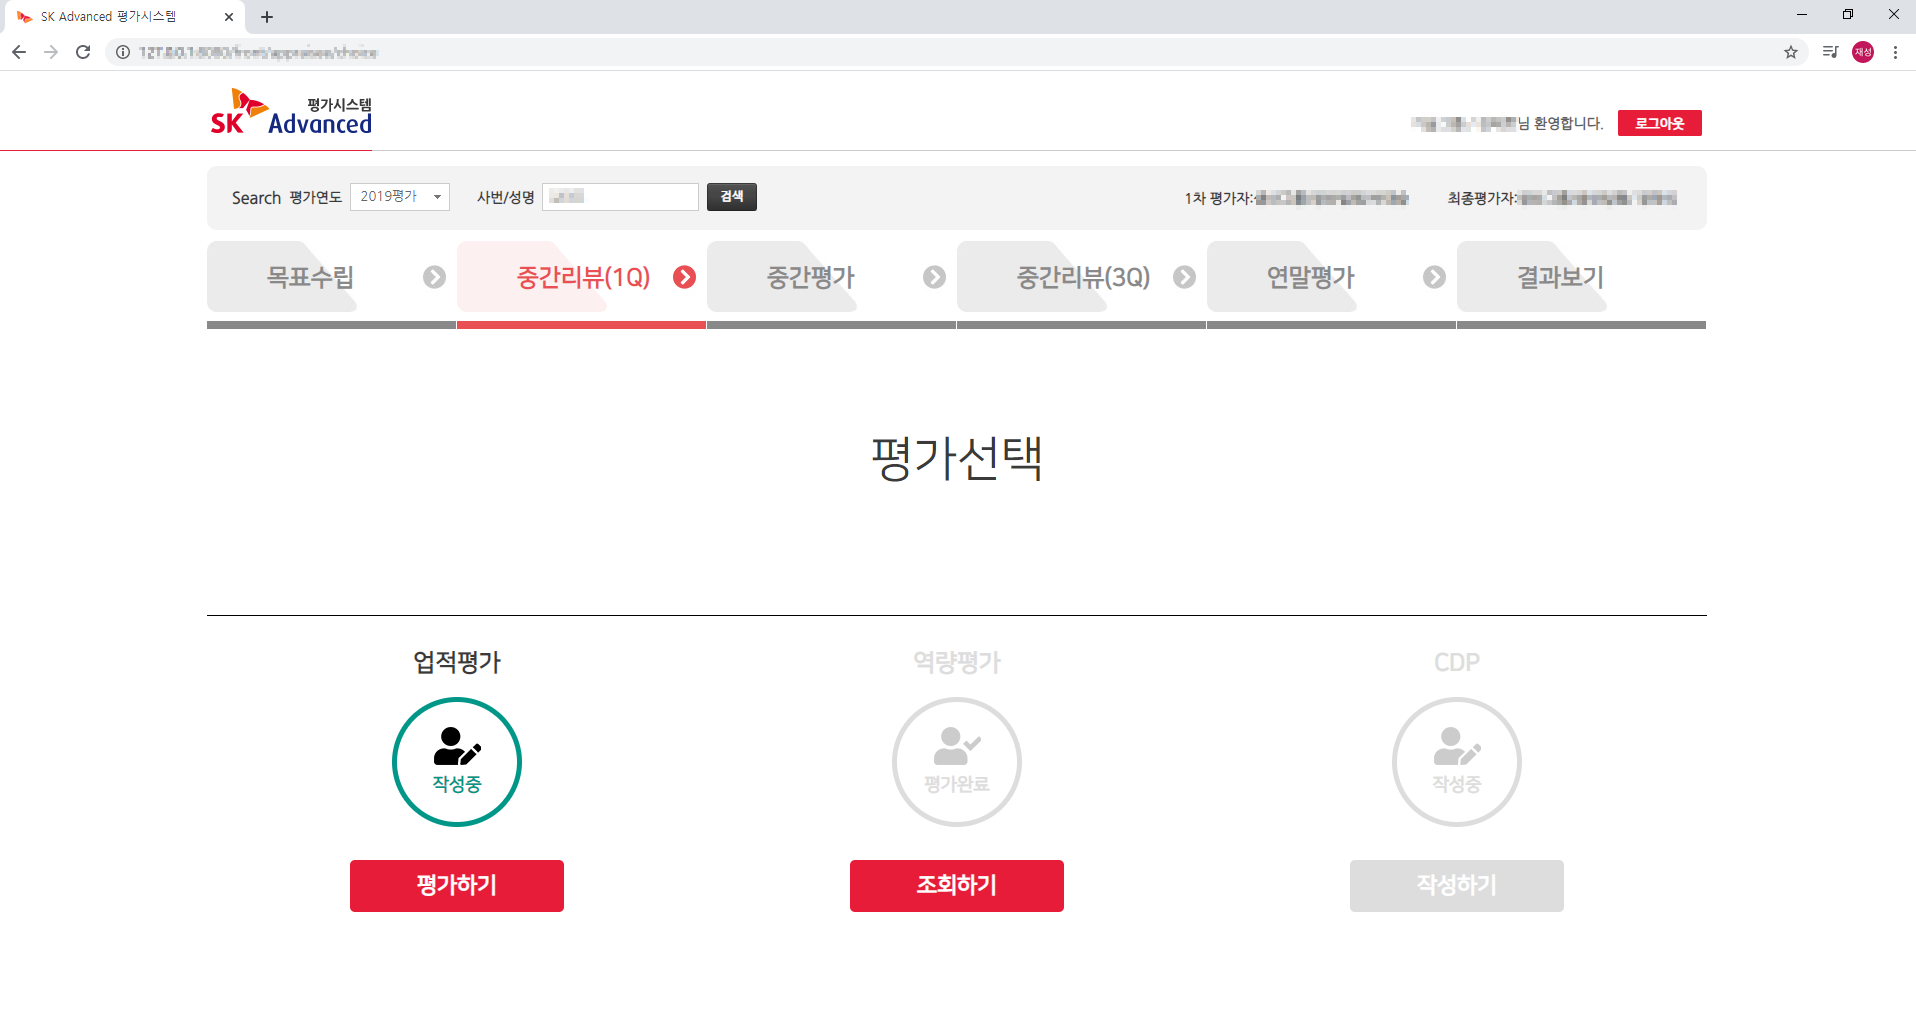 SK Advanced 평가시스템
평가시스템
SK Advanced
님 환영합니다. 로그아웃
재성
Search 평가연도 2019평가 사번/성명 검색 1차 평가자: 최종평가자:
목표수립 중간리뷰(1Q) 중간평가 중간리뷰(3Q) 연말평가 결과보기
평가선택
업적평가 역량평가 CDP
작성중 평가완료 작성중
평가하기 조회하기 작성하기